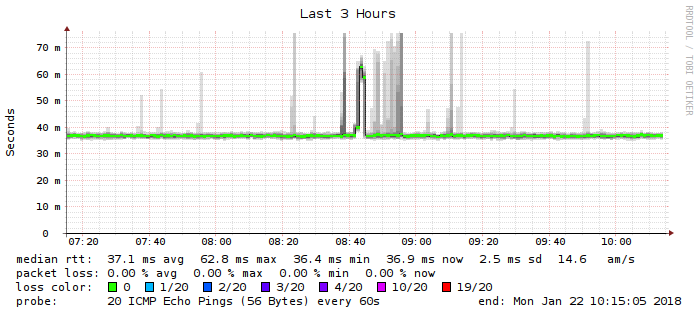 Last 3 Hours
RRDTOOL / TOBI OETIKER
Seconds
70 m
60 m
50 m
40 m
30 m
20 m
10 m
0
07:20 07:40 08:00 08:20 08:40 09:00 09:20 09:40 10:00
median rtt: 37.1 ms avg 62.8 ms max 36.4 ms min 36.9 ms now 2.5 ms sd 14.6 am/s
packet loss: 0.00 % avg 0.00 % max 0.00 % min 0.00 % now
loss color: 0 1/20 2/20 3/20 4/20 10/20 19/20
probe: 20 ICMP Echo Pings (56 Bytes) every 60s end: Mon Jan 22 10:15:05 2018